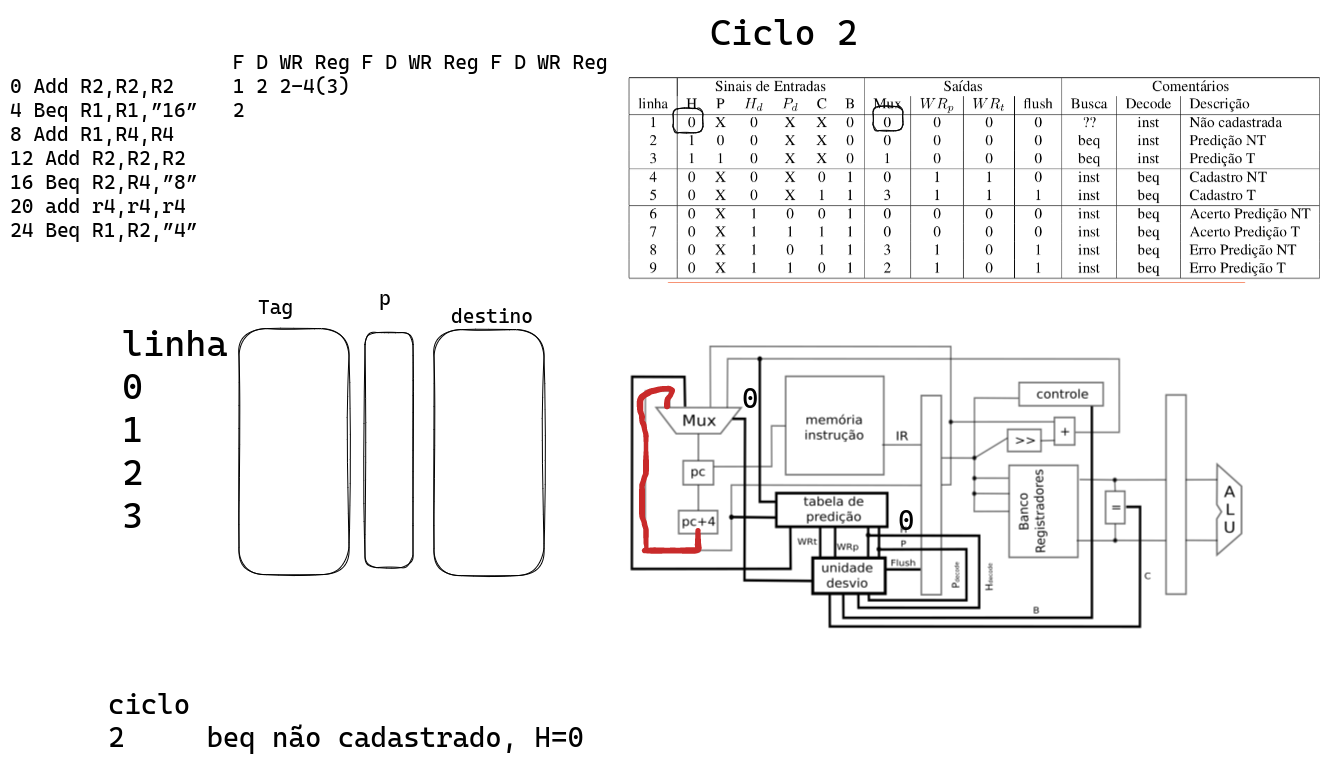 Ciclo 2
F D WR Reg F D WR Reg F D WR Reg
0 Add R2,R2,R2 1 2 2-4(3)
4 Beq R1,R1,”16” 2
8 Add R1,R4,R4
12 Add R2,R2,R2
16 Beq R2,R4,”8”
20 add r4,r4,r4
24 Beq R1,R2,”4”
Sinais de Entradas Saídas Comentários
linha H P H_d P_d C B Mux WR_p WR_t flush Busca Decode Descrição
1 0 X 0 X X 0 0 0 0 0 ?? inst Não cadastrada
2 1 0 0 X X 0 0 0 0 0 beq inst Predição NT
3 1 1 0 X X 0 1 0 0 0 beq inst Predição T
4 0 X 0 X 0 1 0 1 1 0 inst beq Cadastro NT
5 0 X 0 X 1 1 3 1 1 1 inst beq Cadastro T
6 0 X 1 0 0 1 0 0 0 0 inst beq Acerto Predição NT
7 0 X 1 1 1 1 0 0 0 0 inst beq Acerto Predição T
8 0 X 1 0 1 1 3 1 0 1 inst beq Erro Predição NT
9 0 X 1 1 0 1 2 1 0 1 inst beq Erro Predição T
Tag p destino
linha
0
1
2
3
Mux
0
pc
pc+4
memória
instrução
IR
controle
>>
+
Banco
Registradores
=
ALU
tabela de
predição
0
H
P
WRt
WRp
unidade
desvio
Flush
Pdecode
Hdecode
C
B
ciclo
2 beq não cadastrado, H=0